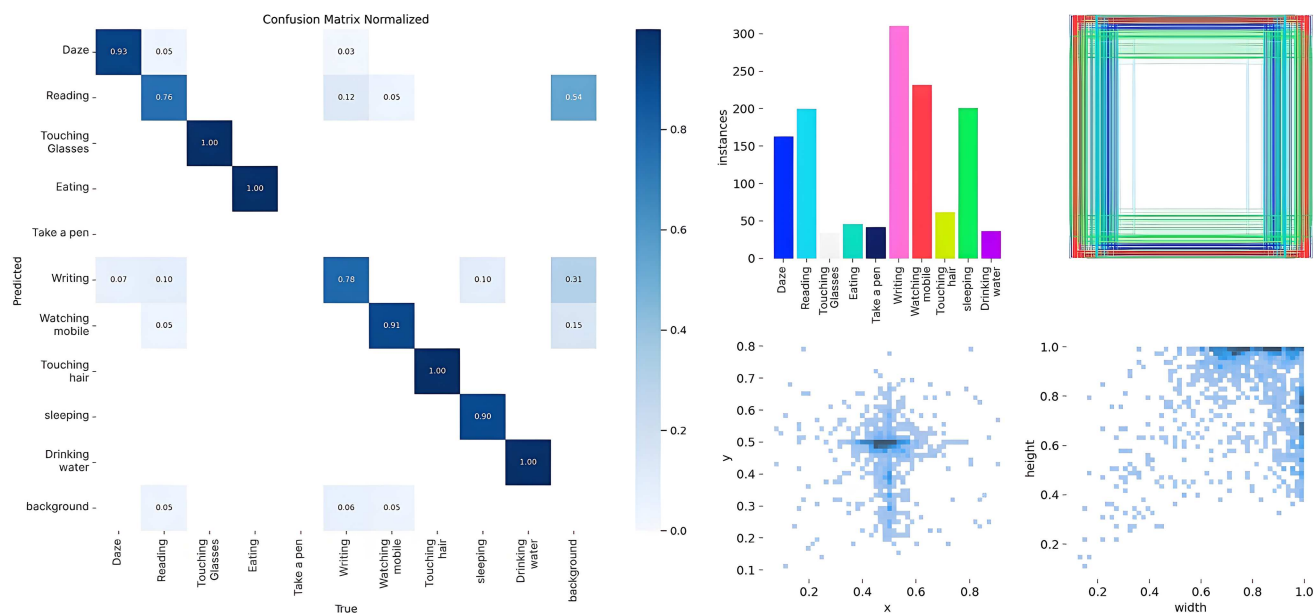 Confusion Matrix Normalized
Predicted
Daze
Reading
Touching
Glasses
Eating
Take a pen
Writing
Watching
mobile
Touching
hair
sleeping
Drinking
water
background
0.93 0.05 0.03
0.76 0.12 0.05 0.54
1.00
1.00
0.07 0.10 0.78 0.10 0.31
0.05 0.91 0.15
1.00
0.90
1.00
0.05 0.06 0.05
Daze
Reading
Touching
Glasses
Eating
Take a pen
Writing
Watching
mobile
Touching
hair
sleeping
Drinking
water
background
True
0.8
0.6
0.4
0.2
0.0
instances
300
250
200
150
100
50
0
Daze
Reading
Touching
Glasses
Eating
Take a pen
Writing
Watching
mobile
Touching
hair
sleeping
Drinking
water
y
0.8
0.7
0.6
0.5
0.4
0.3
0.2
0.1
0.2 0.4 0.6 0.8
x
height
1.0
0.8
0.6
0.4
0.2
0.2 0.4 0.6 0.8 1.0
width